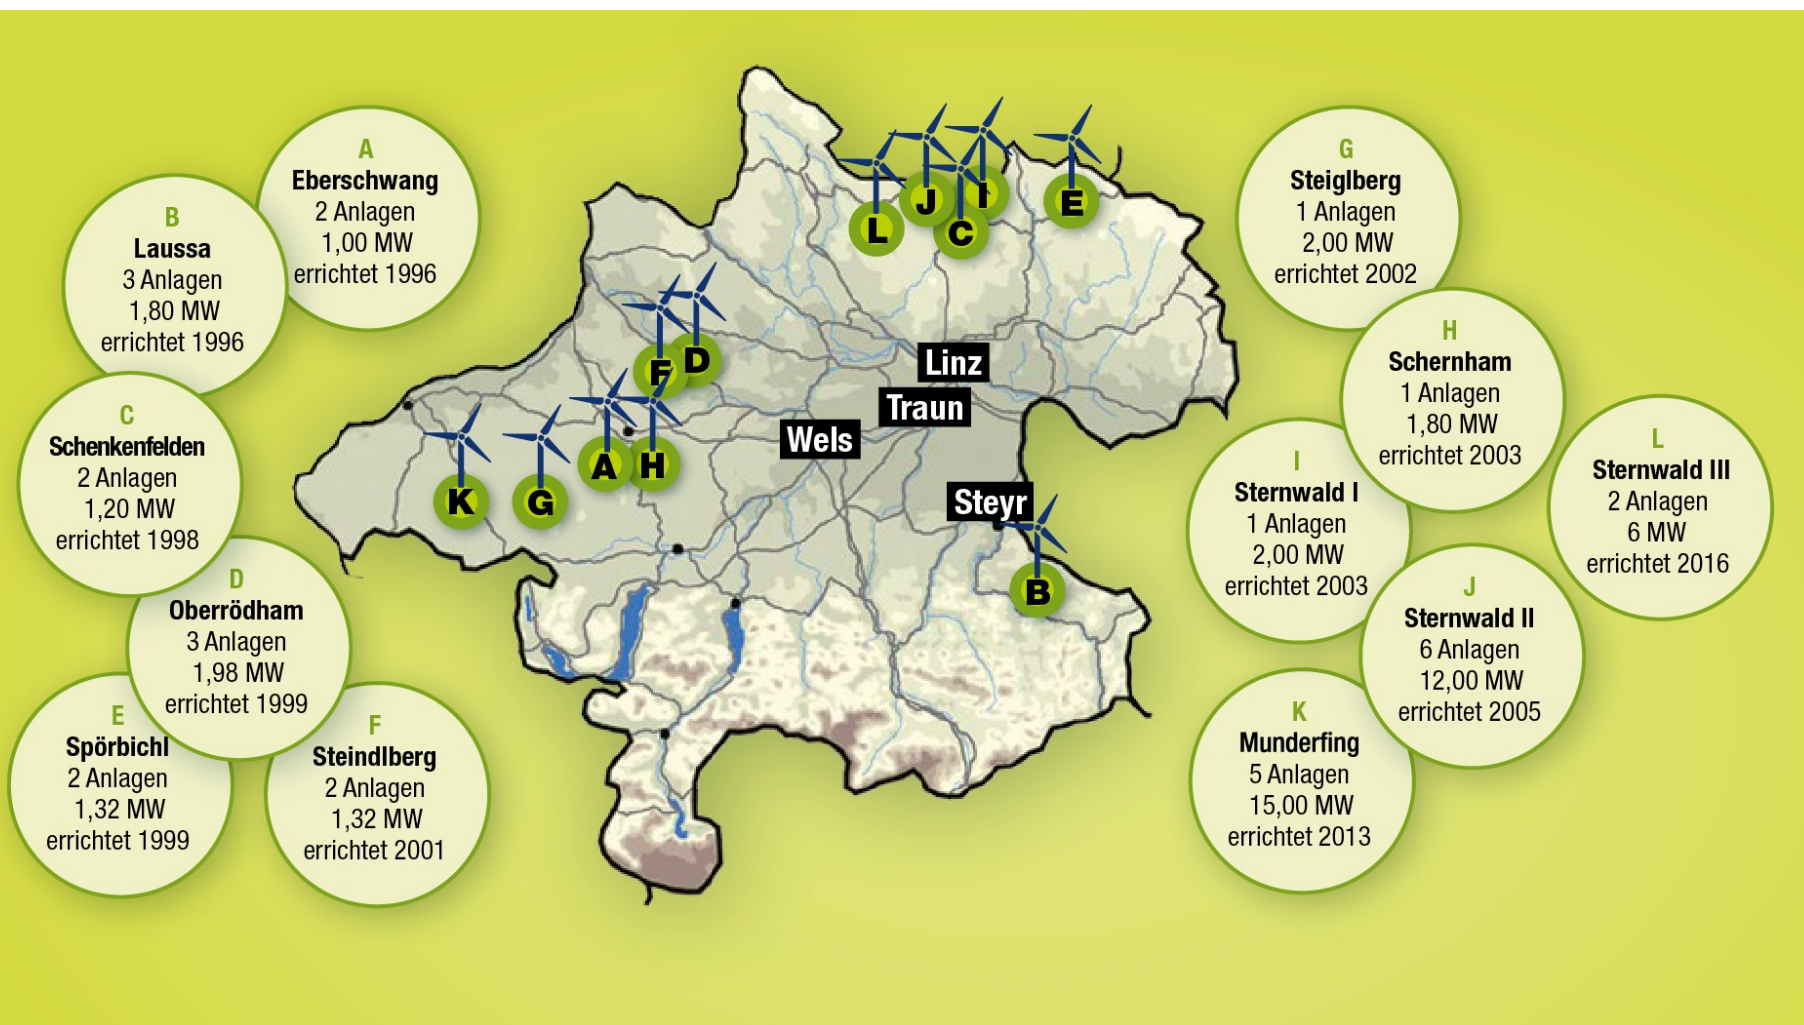 A
Eberschwang
2 Anlagen
1,00 MW
errichtet 1996
B
Laussa
3 Anlagen
1,80 MW
errichtet 1996
C
Schenkenfelden
2 Anlagen
1,20 MW
errichtet 1998
D
Oberrödham
3 Anlagen
1,98 MW
errichtet 1999
E
Spörbichl
2 Anlagen
1,32 MW
errichtet 1999
F
Steindlberg
2 Anlagen
1,32 MW
errichtet 2001
L
J
C
I
E
F
D
A
H
K
G
B
Linz
Traun
Wels
Steyr
G
Steiglberg
1 Anlagen
2,00 MW
errichtet 2002
H
Schernham
1 Anlagen
1,80 MW
errichtet 2003
I
Sternwald I
1 Anlagen
2,00 MW
errichtet 2003
J
Sternwald II
6 Anlagen
12,00 MW
errichtet 2005
K
Munderfing
5 Anlagen
15,00 MW
errichtet 2013
L
Sternwald III
2 Anlagen
6 MW
errichtet 2016